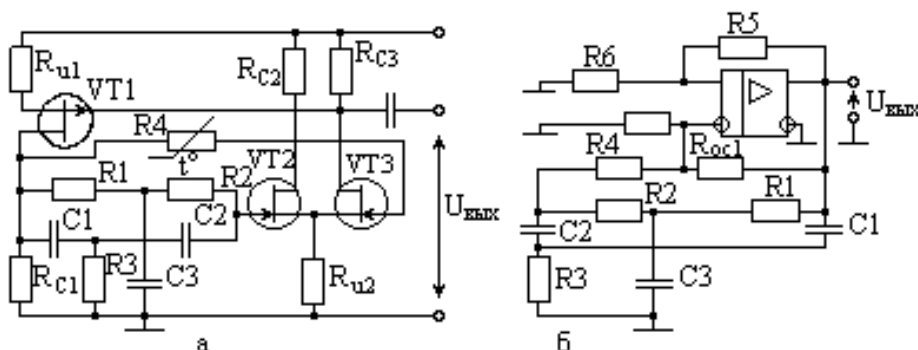 Rи1
VT1
RC2
RC3
R4
t°
R1
R2
VT2
VT3
C1
C2
RC1
R3
C3
Rи2
Uвых
а
R5
R6
Uвых
R4
Rос1
R2
R1
C2
C1
R3
C3
б